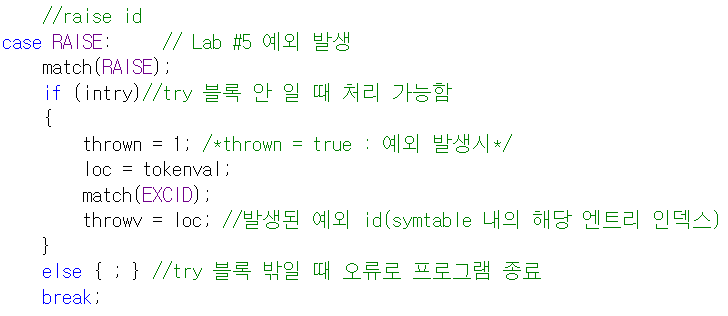 //raise id
case RAISE:     // Lab #5 예외 발생
    match(RAISE);
    if (intry)//try 블록 안 일 때 처리 가능함
    {
        thrown = 1; /*thrown = true : 예외 발생시*/
        loc = tokenval;
        match(EXCID);
        throwv = loc; //발생된 예외 id(symtable 내의 해당 엔트리 인덱스)
    }
    else { ; } //try 블록 밖일 때 오류로 프로그램 종료
    break;